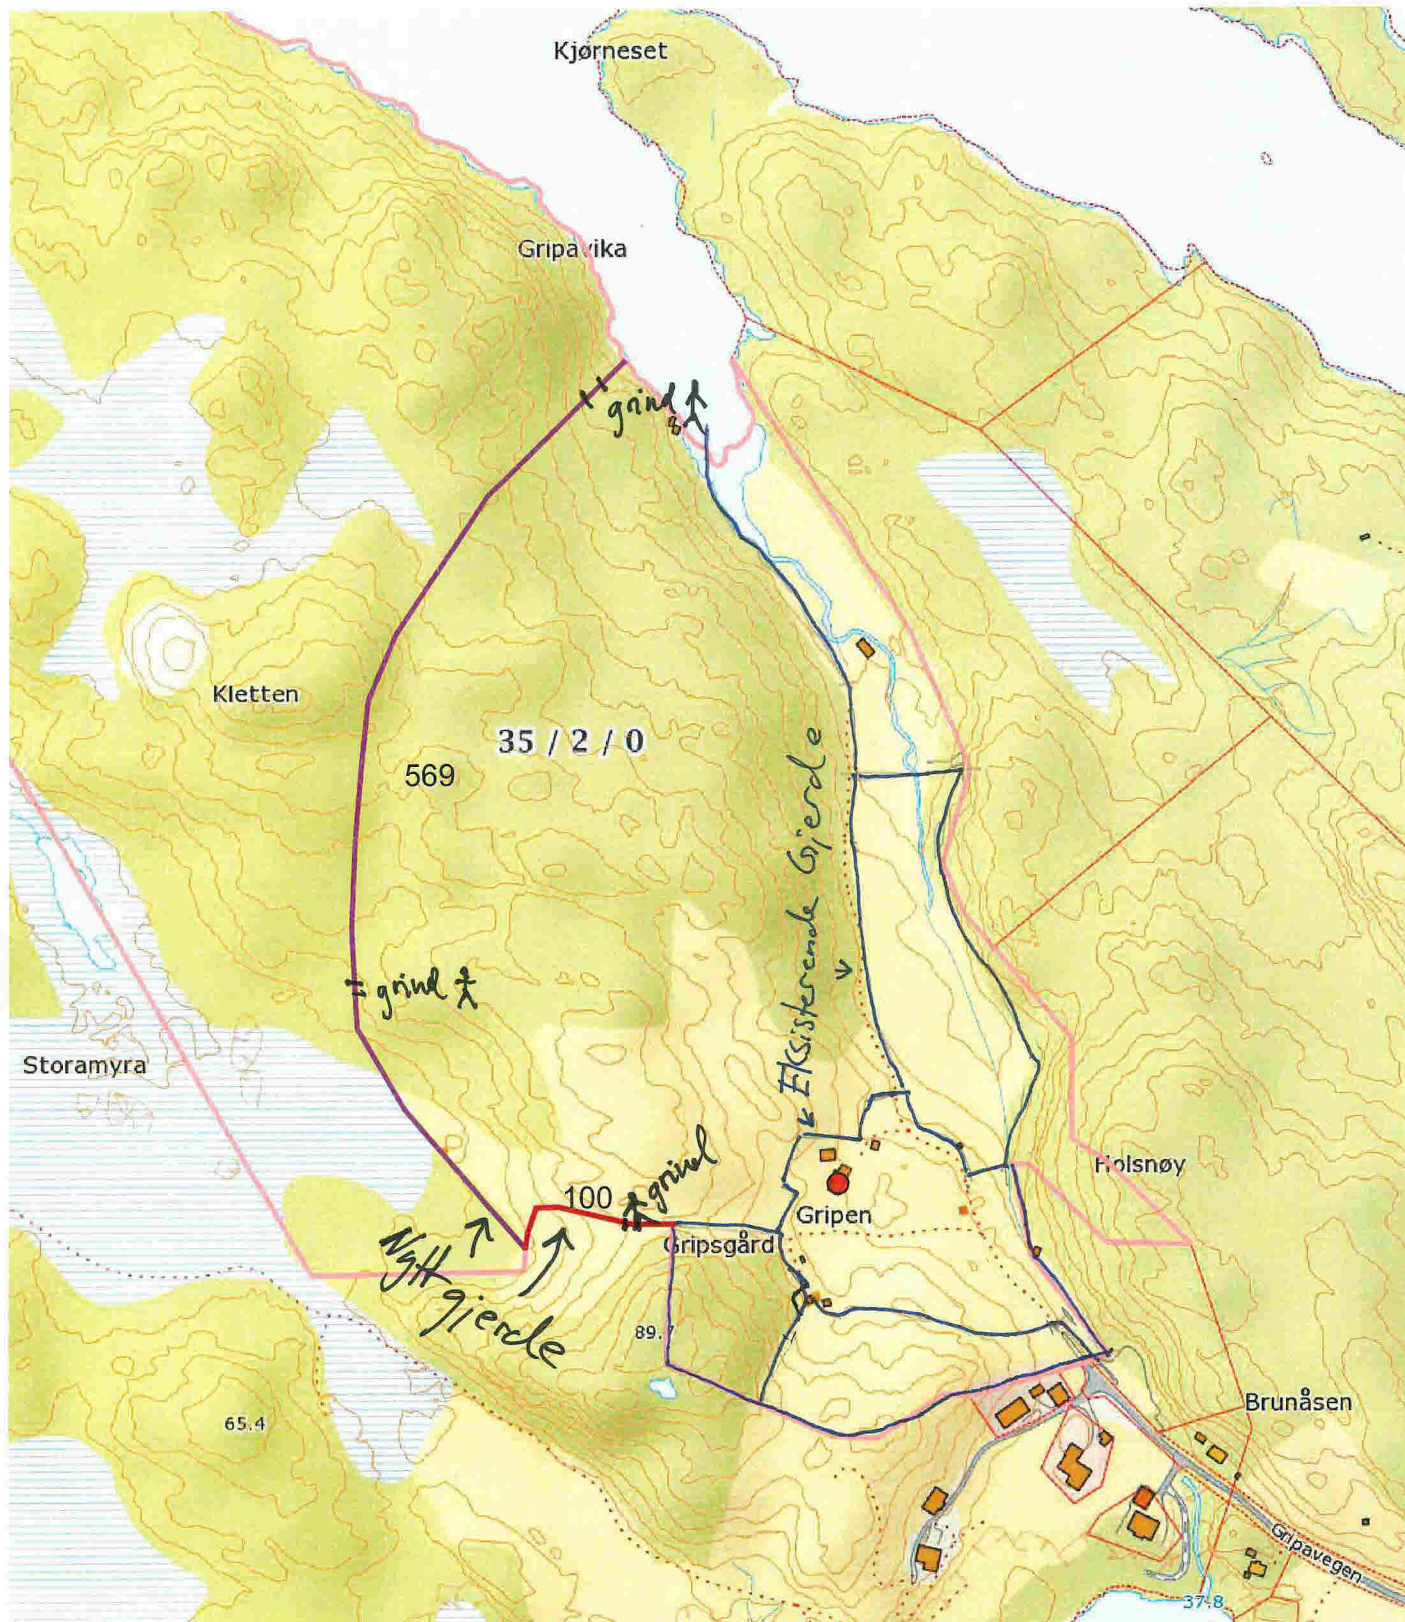 Kjørneset
Gripavika
grind
Kletten
35 / 2 / 0
569
Eksisterende Gjerde
grind
Storamyra
Holsnøy
grind
100
Gripen
Gripsgård
Nytt gjerde
89.7
65.4
Brunåsen
Gripavegen
37.8